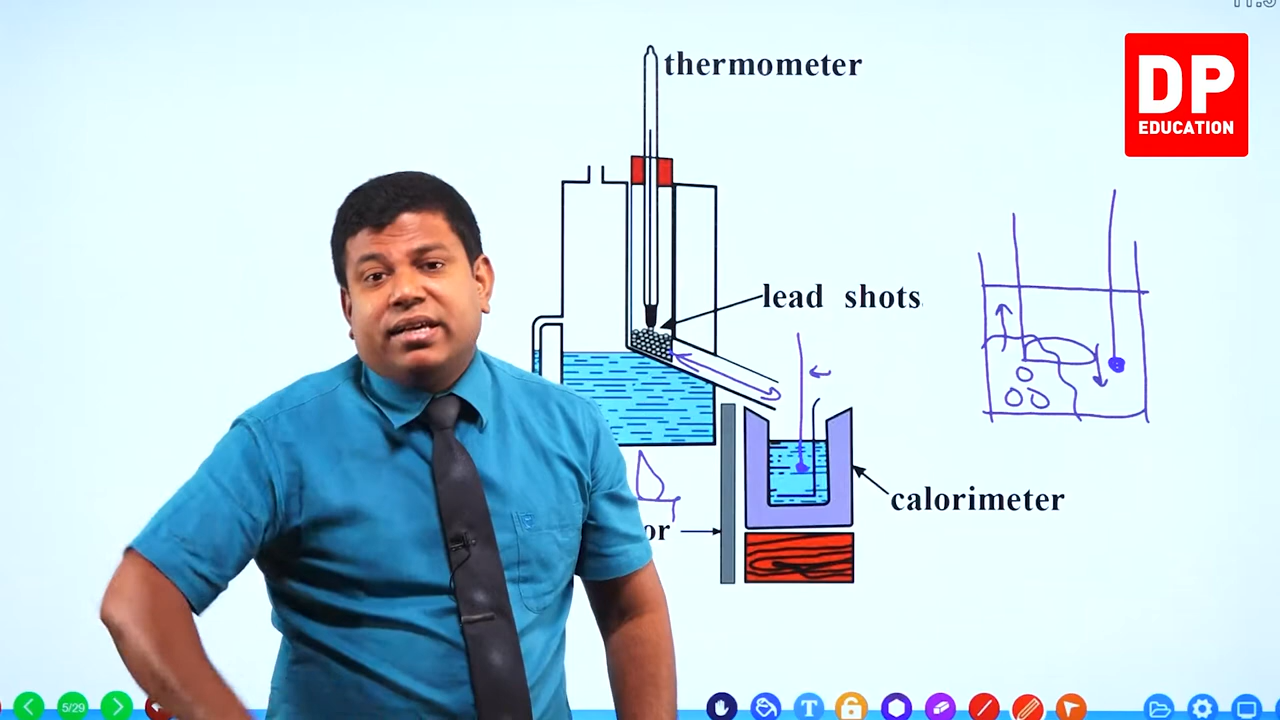 thermometer
DP
EDUCATION
lead shots
calorimeter
or
5/29
T